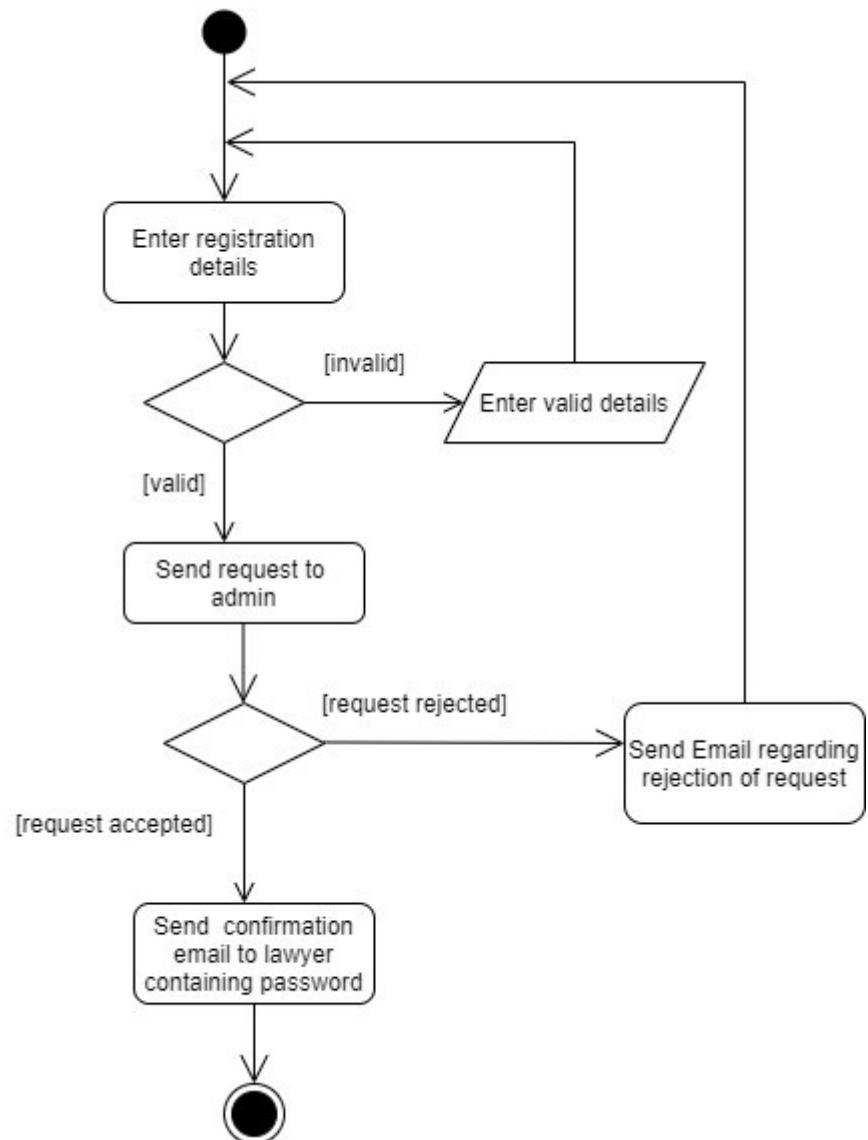 Enter registration
details
[invalid]
Enter valid details
[valid]
Send request to
admin
[request rejected]
Send Email regarding
rejection of request
[request accepted]
Send  confirmation
email to lawyer
containing password